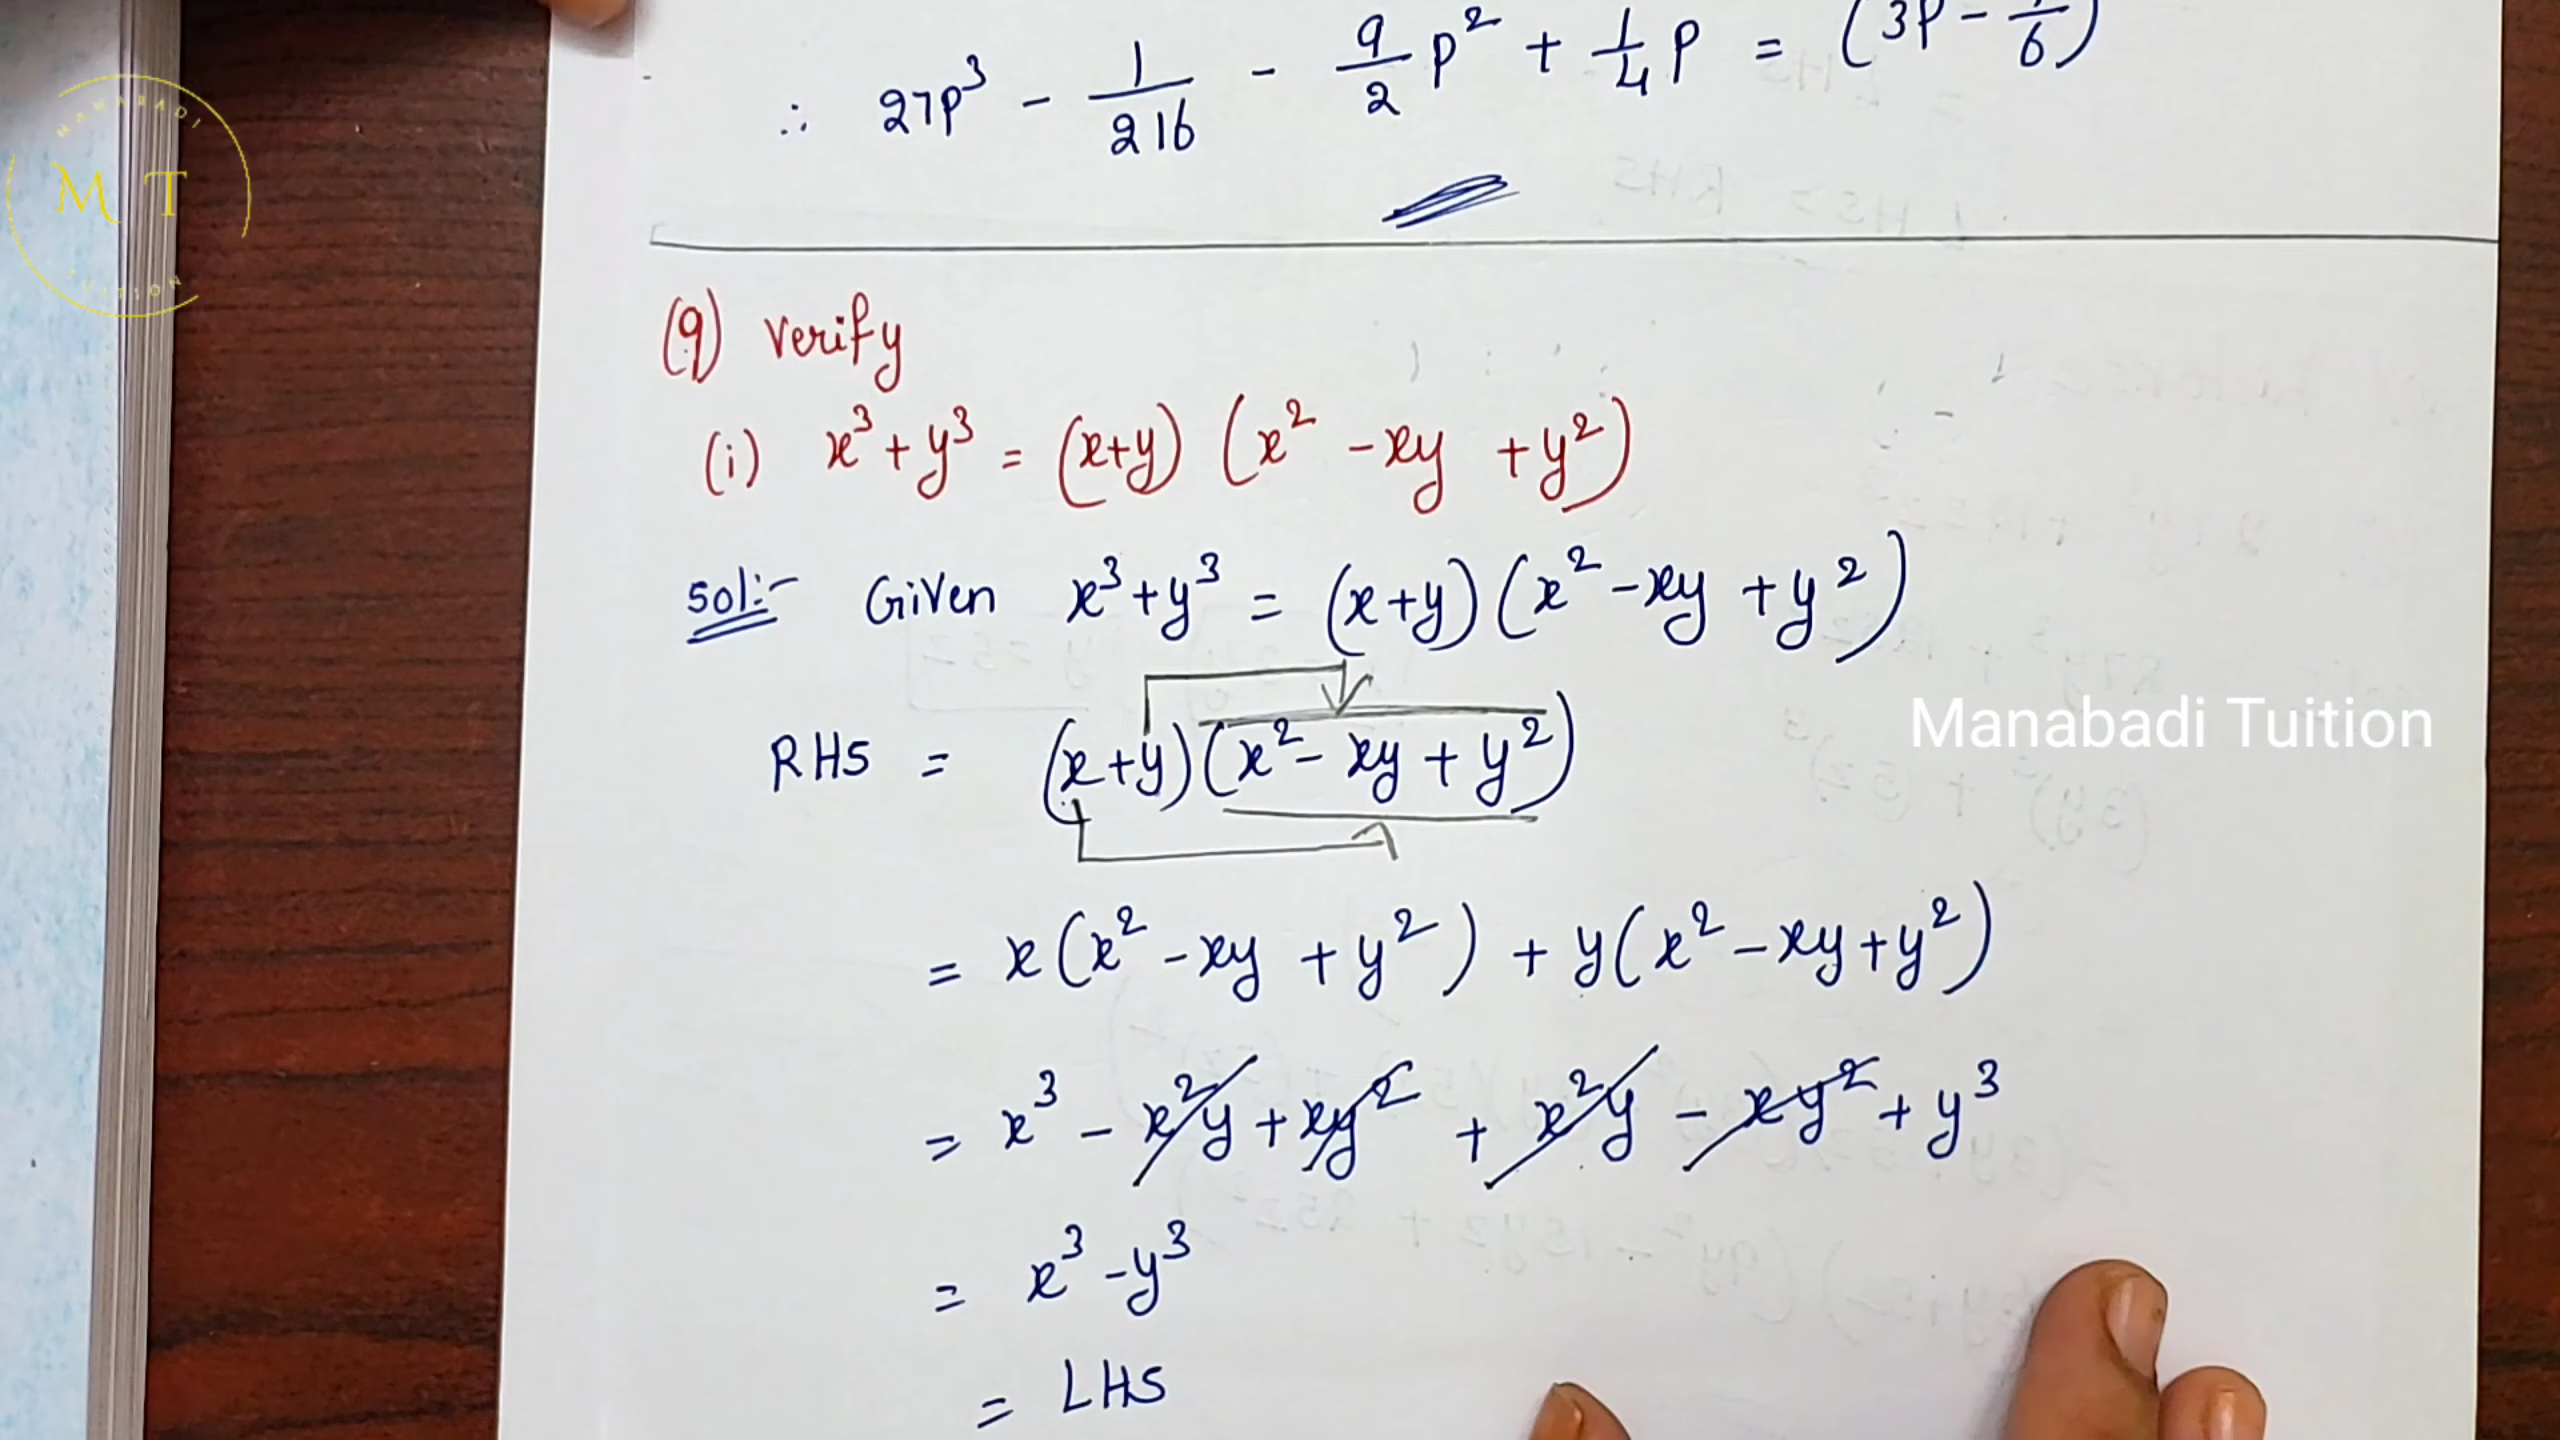 ∴ 27p³ - 1/216 - 9/2 p² + 1/4 p = (3p - 1/6)
MANABADI
M T
TUITION
(9) Verify
(i) x³ + y³ = (x+y) (x² - xy + y²)
Sol:- Given x³ + y³ = (x+y) (x² - xy + y²)
RHS = (x+y) (x² - xy + y²)
Manabadi Tuition
= x(x² - xy + y²) + y(x² - xy + y²)
= x³ - x²y + xy² + x²y - xy² + y³
= x³ - y³
= LHS